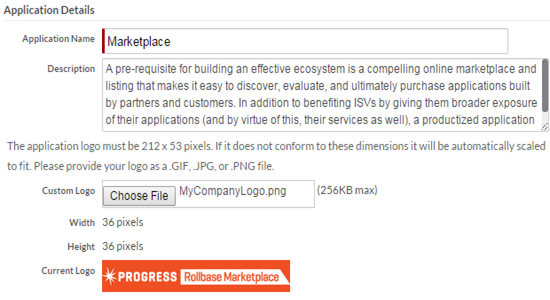 Application Details
Application Name
Marketplace
Description
A pre-requisite for building an effective ecosystem is a compelling online marketplace and
listing that makes it easy to discover, evaluate, and ultimately purchase applications built
by partners and customers. In addition to benefiting ISVs by giving them broader exposure
of their applications (and by virtue of this, their services as well), a productized application
The application logo must be 212 x 53 pixels. If it does not conform to these dimensions it will be automatically scaled
to fit. Please provide your logo as a .GIF, .JPG, or .PNG file.
Custom Logo
Choose File MyCompanyLogo.png (256KB max)
Width 36 pixels
Height 36 pixels
Current Logo
PROGRESS Rollbase Marketplace